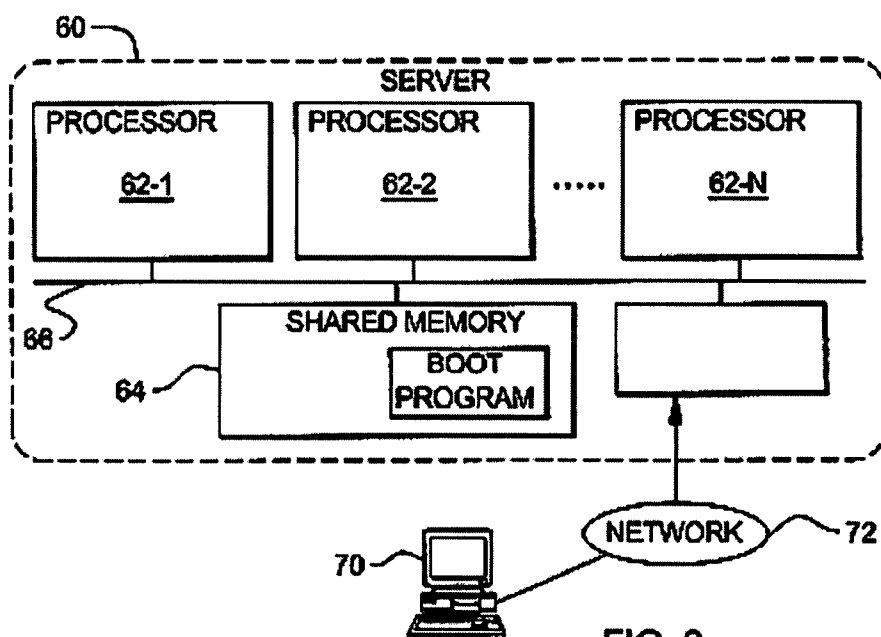 60
SERVER
PROCESSOR PROCESSOR PROCESSOR
62-1 62-2 ..... 62-N
66
SHARED MEMORY
BOOT
PROGRAM
64
NETWORK
72
70